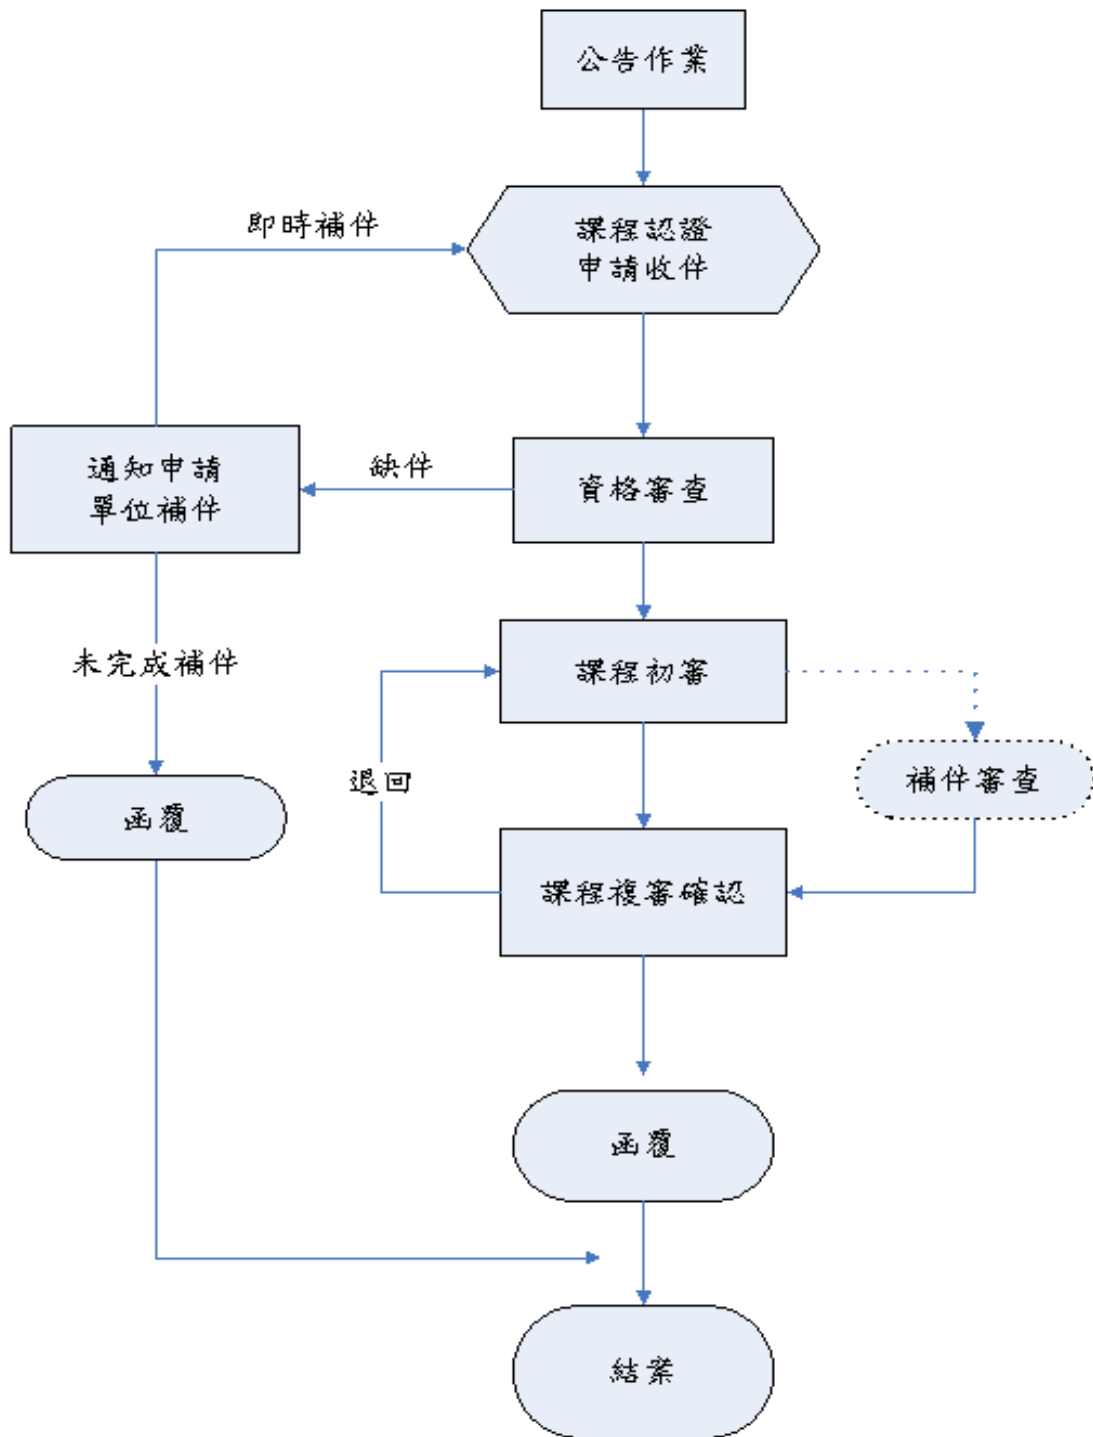 公告作業
即時補件
課程認證
申請收件
通知申請
單位補件
缺件
資格審查
未完成補件
課程初審
退回
補件審查
函覆
課程複審確認
函覆
結案